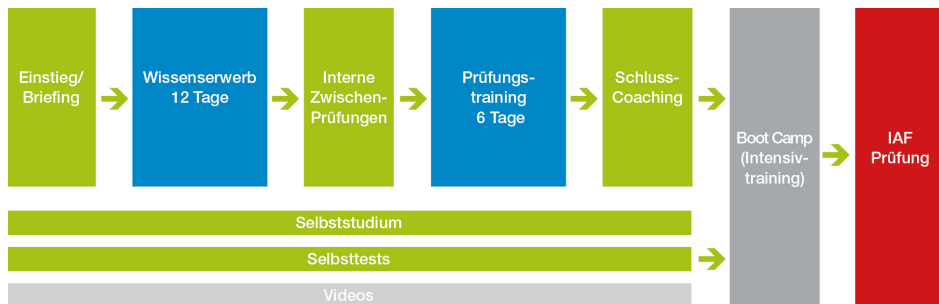 Einstieg/
Briefing
Wissenserwerb
12 Tage
Interne
Zwischen-
Prüfungen
Prüfungs-
training
6 Tage
Schluss-
Coaching
Boot Camp
(Intensiv-
training)
IAF
Prüfung
Selbststudium
Selbsttests
Videos